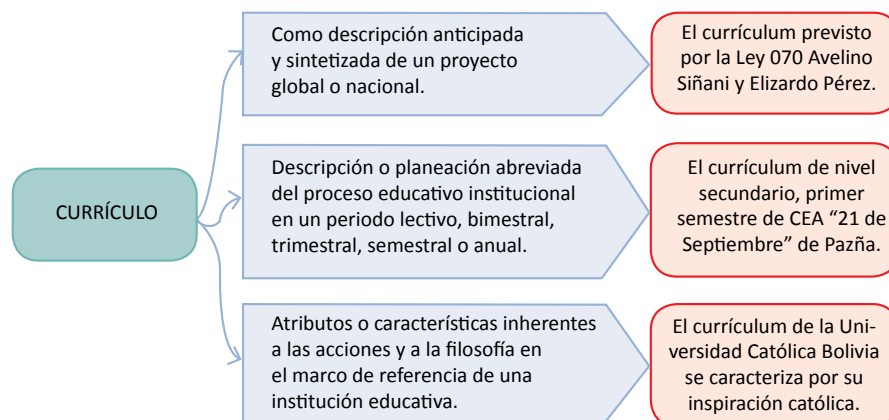 CURRÍCULO
Como descripción anticipada
y sintetizada de un proyecto
global o nacional.
El currículum previsto
por la Ley 070 Avelino
Siñani y Elizardo Pérez.
Descripción o planeación abreviada
del proceso educativo institucional
en un periodo lectivo, bimestral,
trimestral, semestral o anual.
El currículum de nivel
secundario, primer
semestre de CEA “21 de
Septiembre” de Pazña.
Atributos o características inherentes
a las acciones y a la filosofía en
el marco de referencia de una
institución educativa.
El currículum de la Uni-
versidad Católica Bolivia
se caracteriza por su
inspiración católica.